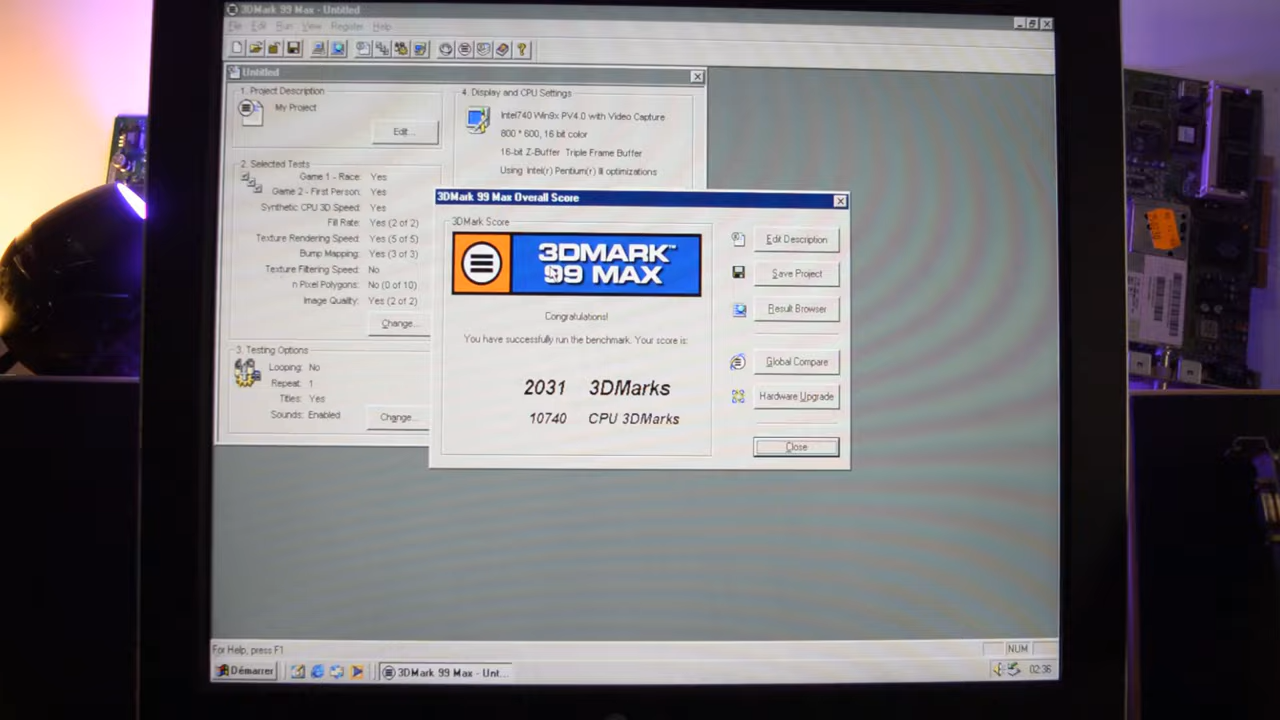 3DMark 99 Max - Untitled
File Edit Run View Register Help
Untitled
1. Project Description
My Project
Edit...
2. Selected Tests
Game 1 - Race: Yes
Game 2 - First Person: Yes
Synthetic CPU 3D Speed: Yes
Fill Rate: Yes (2 of 2)
Texture Rendering Speed: Yes (5 of 5)
Bump Mapping: Yes (3 of 3)
Texture Filtering Speed: No
n Pixel Polygons: No (0 of 10)
Image Quality: Yes (2 of 2)
Change...
3. Testing Options
Looping: No
Repeat: 1
Titles: Yes
Sounds: Enabled
Change...
4. Display and CPU Settings
Intel740 Win9x PV4.0 with Video Capture
800 * 600, 16 bit color
16-bit Z-Buffer Triple Frame Buffer
Using Intel(r) Pentium(r) III optimizations
3DMark 99 Max Overall Score
3DMark Score
3DMARK™
99 MAX
Congratulations!
You have successfully run the benchmark. Your score is:
2031 3DMarks
10740 CPU 3DMarks
Edit Description
Save Project
Result Browser
Global Compare
Hardware Upgrade
Close
For Help, press F1
NUM
Démarrer
3DMark 99 Max - Unt...
02:36